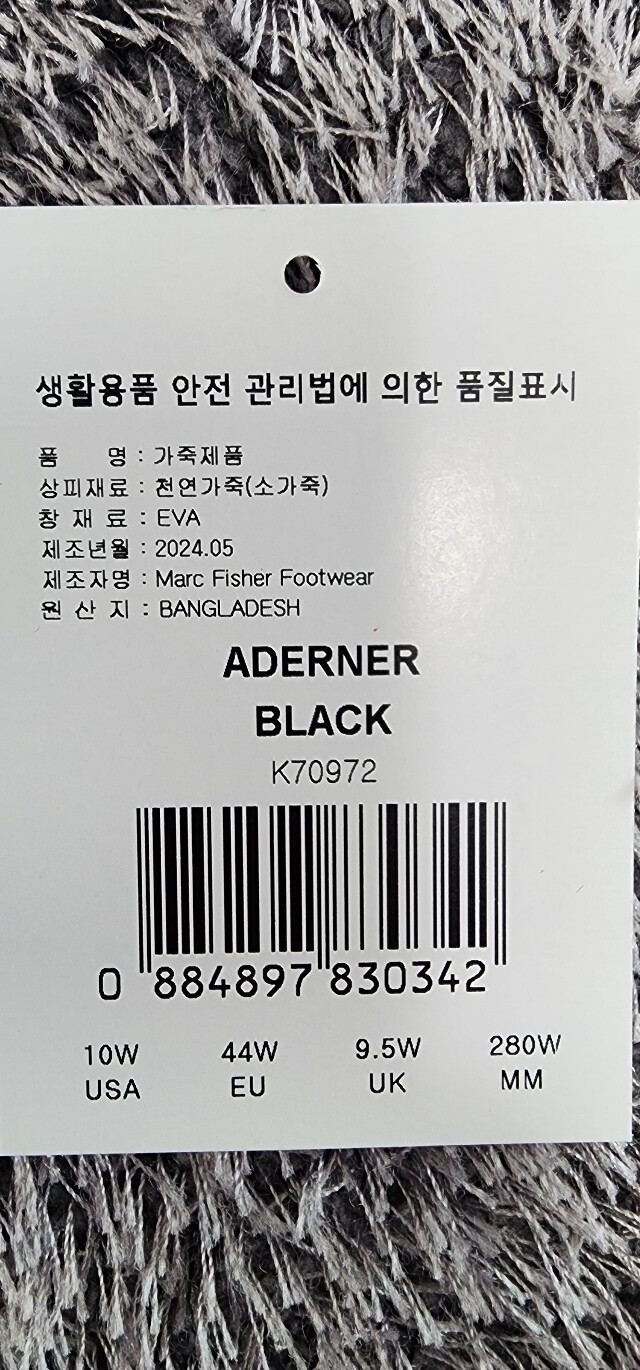 생활용품 안전 관리법에 의한 품질표시
품 명 : 가죽제품
상피재료 : 천연가죽(소가죽)
창 재 료 : EVA
제조년월 : 2024.05
제조자명 : Marc Fisher Footwear
원 산 지 : BANGLADESH
ADERNER
BLACK
K70972
0 884897 830342
10W 44W 9.5W 280W
USA EU UK MM